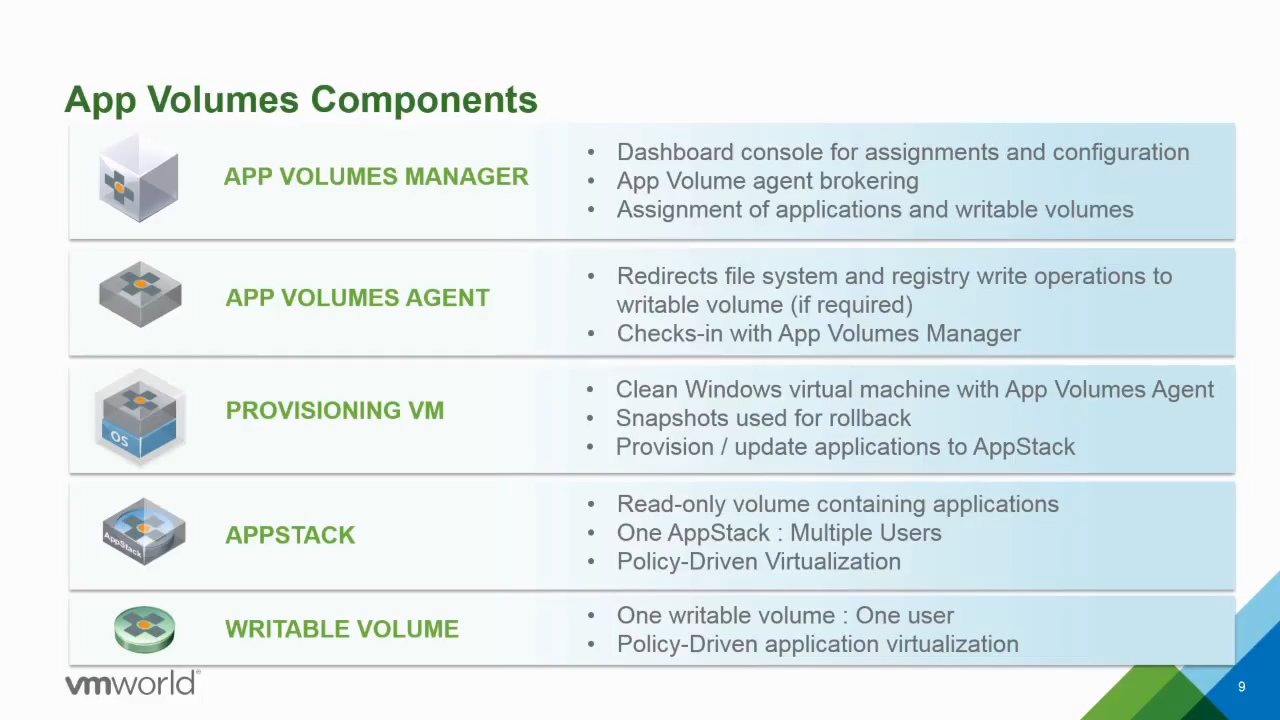 App Volumes Components
APP VOLUMES MANAGER
• Dashboard console for assignments and configuration
• App Volume agent brokering
• Assignment of applications and writable volumes
APP VOLUMES AGENT
• Redirects file system and registry write operations to
writable volume (if required)
• Checks-in with App Volumes Manager
OS
PROVISIONING VM
• Clean Windows virtual machine with App Volumes Agent
• Snapshots used for rollback
• Provision / update applications to AppStack
AppStack
APPSTACK
• Read-only volume containing applications
• One AppStack : Multiple Users
• Policy-Driven Virtualization
WRITABLE VOLUME
• One writable volume : One user
• Policy-Driven application virtualization
vmworld®
9